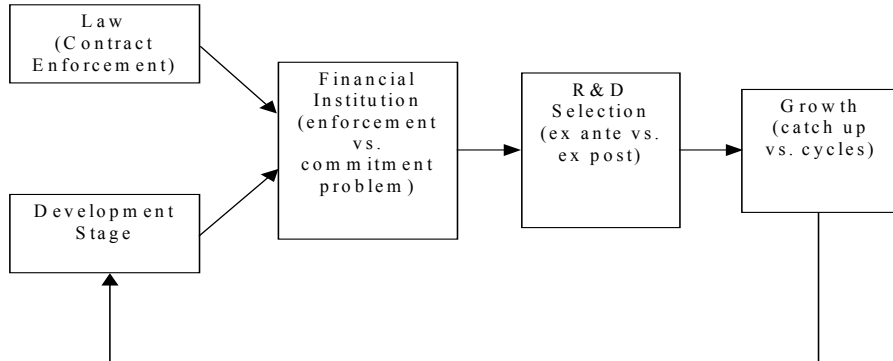 Law
(Contract
Enforcement)
Development
Stage
Financial
Institution
(enforcement
vs.
commitment
problem)
R&D
Selection
(ex ante vs.
ex post)
Growth
(catch up
vs. cycles)